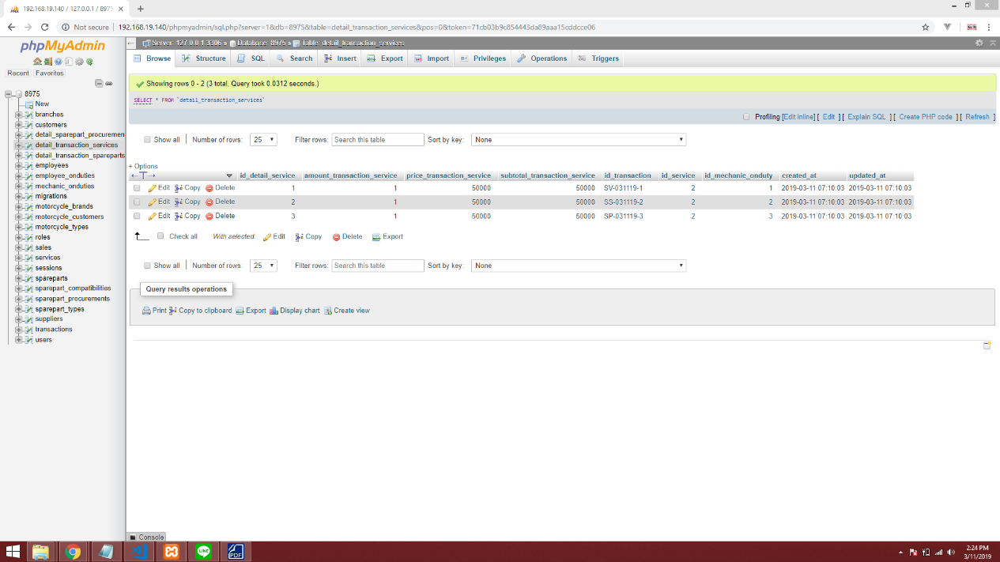 192.168.19.140 / 127.0.0.1 / 8975
Not secure | 192.168.19.140/phpmyadmin/sql.php?server=1&db=8975&table=detail_transaction_services&pos=0&token=71cb03b9c854443da89aaa15cddcce06
phpMyAdmin
Recent Favorites
8975
New
branches
customers
detail_sparepart_procuremen
detail_transaction_services
detail_transaction_spareparts
employees
employee_onduties
mechanic_onduties
migrations
motorcycle_brands
motorcycle_customers
motorcycle_types
roles
sales
services
sessions
spareparts
sparepart_compatibilities
sparepart_procurements
sparepart_types
suppliers
transactions
users
Server: 127.0.0.1:3306 » Database: 8975 » Table: detail_transaction_services
Browse Structure SQL Search Insert Export Import Privileges Operations Triggers
Showing rows 0 - 2 (3 total, Query took 0.0312 seconds.)
SELECT * FROM `detail_transaction_services`
Profiling [Edit inline] [ Edit ] [ Explain SQL ] [ Create PHP code ] [ Refresh ]
Show all | Number of rows: 25 Filter rows: Search this table Sort by key: None
+ Options
←T→ id_detail_service amount_transaction_service price_transaction_service subtotal_transaction_service id_transaction id_service id_mechanic_onduty created_at updated_at
Edit Copy Delete 1 1 50000 50000 SV-031119-1 2 1 2019-03-11 07:10:03 2019-03-11 07:10:03
Edit Copy Delete 2 1 50000 50000 SS-031119-2 2 2 2019-03-11 07:10:03 2019-03-11 07:10:03
Edit Copy Delete 3 1 50000 50000 SP-031119-3 2 3 2019-03-11 07:10:03 2019-03-11 07:10:03
Check all With selected: Edit Copy Delete Export
Show all | Number of rows: 25 Filter rows: Search this table Sort by key: None
Query results operations
Print Copy to clipboard Export Display chart Create view
Console
LINE
PDF
2:24 PM
3/11/2019